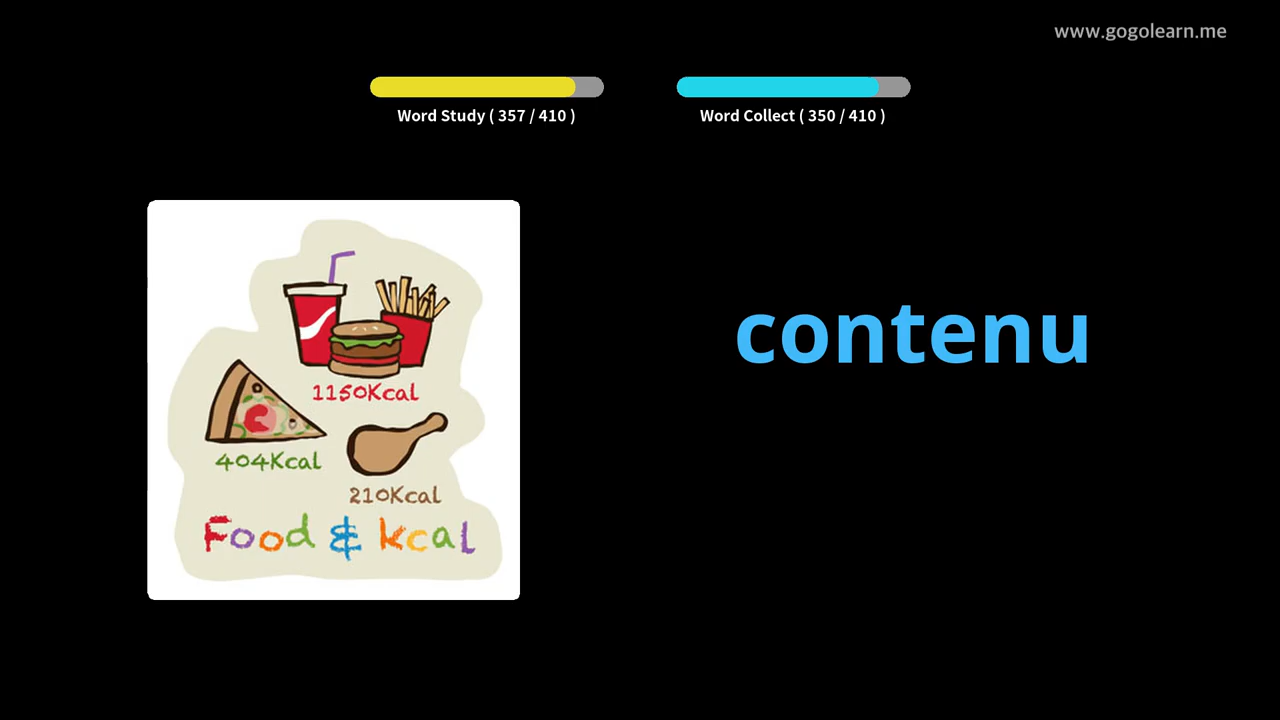 www.gogolearn.me
Word Study ( 357 / 410 )
Word Collect ( 350 / 410 )
contenu
1150Kcal
404Kcal
210Kcal
Food & kcal